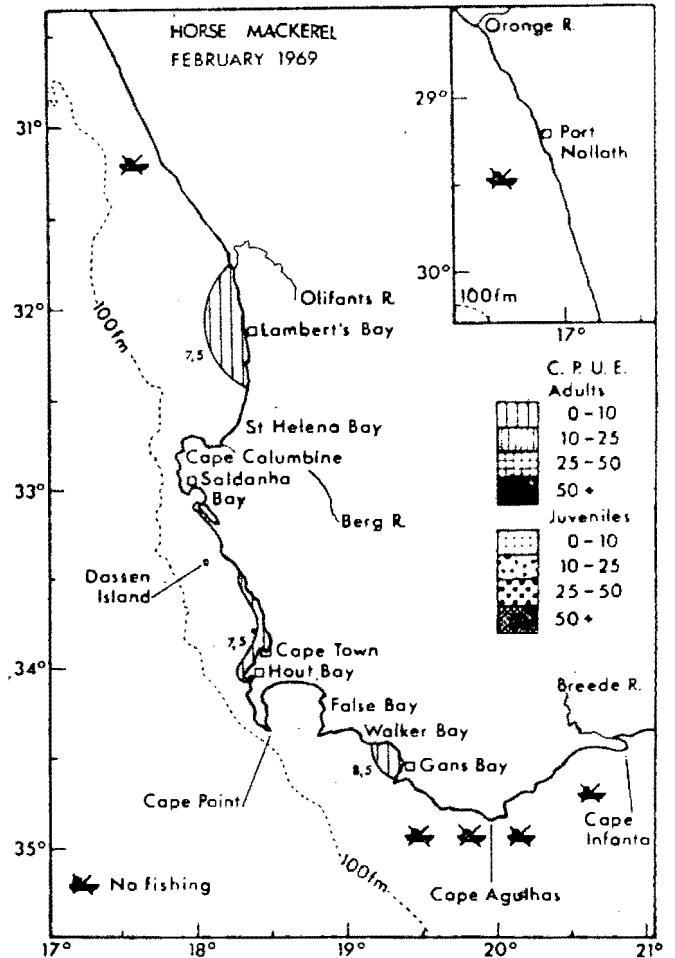 HORSE MACKEREL
FEBRUARY 1969
Orange R.
29°
Port
Nolloth
30°
100fm
17°
31°
32°
33°
34°
35°
100fm
Olifants R.
Lambert's Bay
7,5
St Helena Bay
Cape Columbine
Saldanha
Bay
Berg R.
Dassen
Island
7,5
Cape Town
Hout Bay
False Bay
Walker Bay
8,5
Gans Bay
Breede R.
Cape Point
Cape
Infanta
100fm
Cape Agulhas
No fishing
C. P. U. E.
Adults
0-10
10-25
25-50
50+
Juveniles
0-10
10-25
25-50
50+
17°
18°
19°
20°
21°